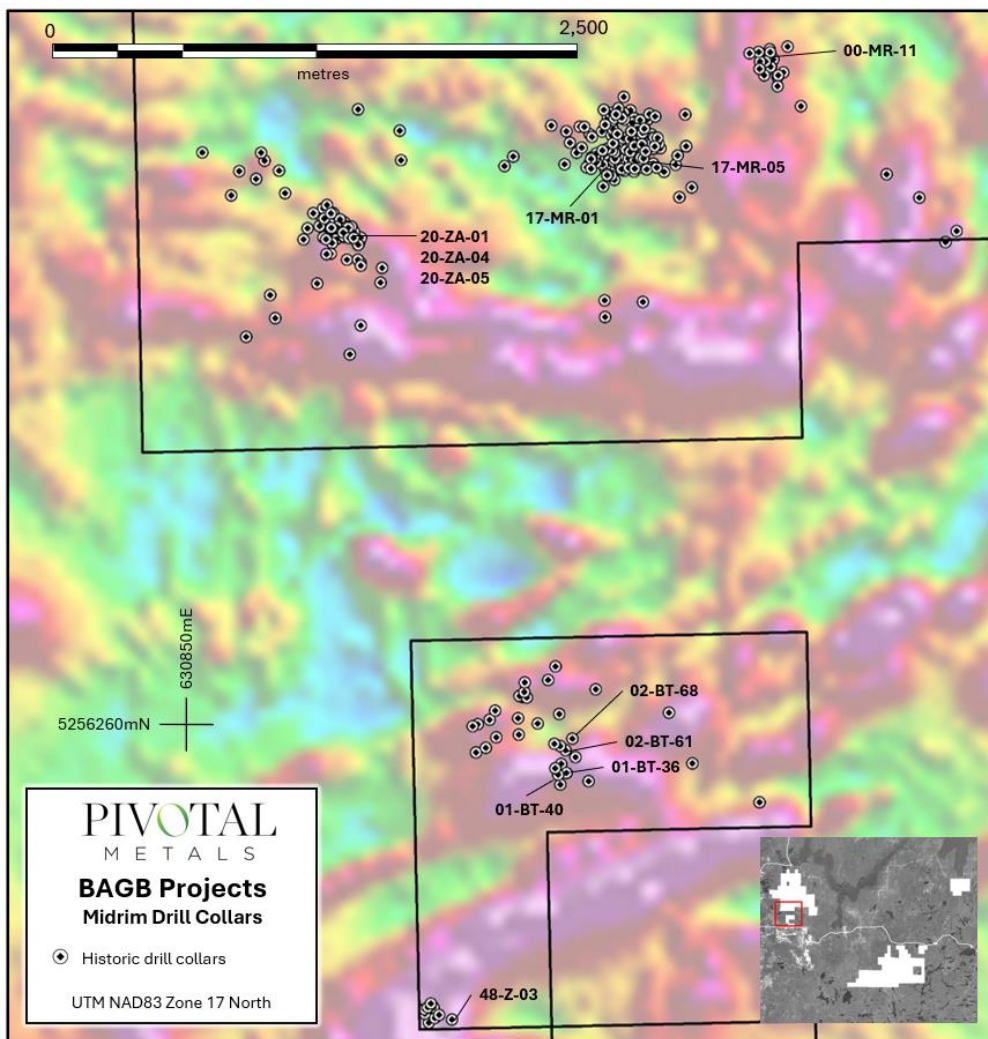 0
2,500
metres
00-MR-11
17-MR-05
17-MR-01
20-ZA-01
20-ZA-04
20-ZA-05
630850mE
5256260mN
02-BT-68
02-BT-61
01-BT-36
01-BT-40
48-Z-03
PIVOTAL
METALS
BAGB Projects
Midrim Drill Collars
Historic drill collars
UTM NAD83 Zone 17 North